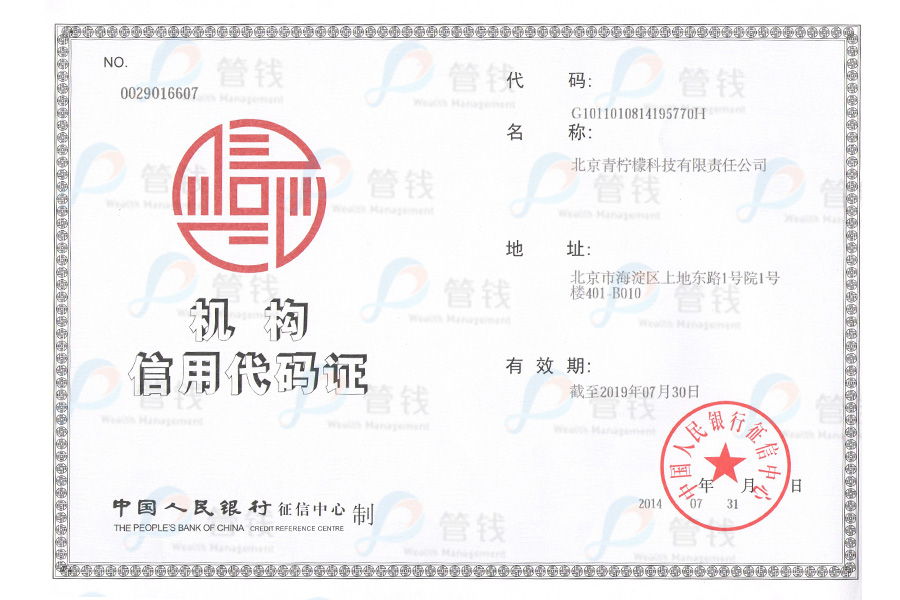 NO.
0029016607
机 构
信用代码证
中国人民银行征信中心 制
THE PEOPLE'S BANK OF CHINA CREDIT REFERENCE CENTRE
代 码:
G1011010814195770H
名 称:
北京青柠檬科技有限责任公司
地 址:
北京市海淀区上地东路1号院1号
楼401-B010
有 效 期:
截至2019年07月30日
中国人民银行征信中心
年 月 日
2014 07 31
管钱
Wealth Management